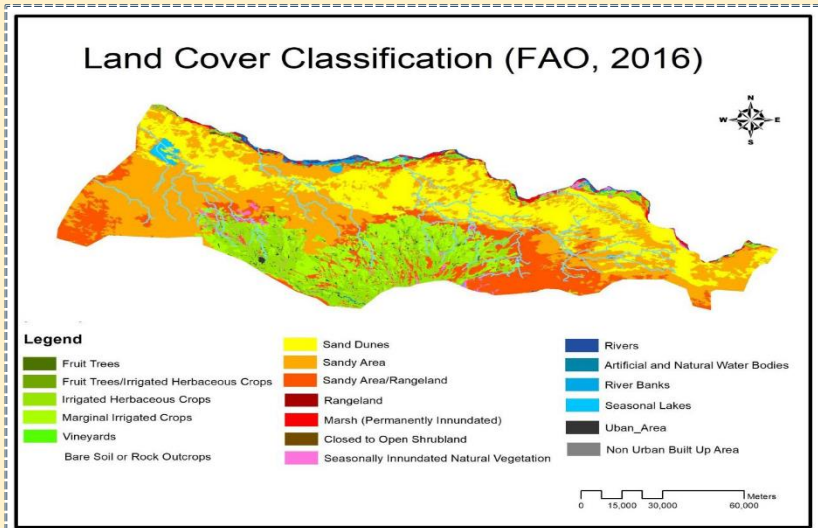 Land Cover Classification (FAO, 2016)
N
W E
S
Legend
Fruit Trees
Fruit Trees/Irrigated Herbaceous Crops
Irrigated Herbaceous Crops
Marginal Irrigated Crops
Vineyards
Bare Soil or Rock Outcrops
Sand Dunes
Sandy Area
Sandy Area/Rangeland
Rangeland
Marsh (Permanently Innundated)
Closed to Open Shrubland
Seasonally Innundated Natural Vegetation
Rivers
Artificial and Natural Water Bodies
River Banks
Seasonal Lakes
Uban_Area
Non Urban Built Up Area
Meters
0 15,000 30,000 60,000